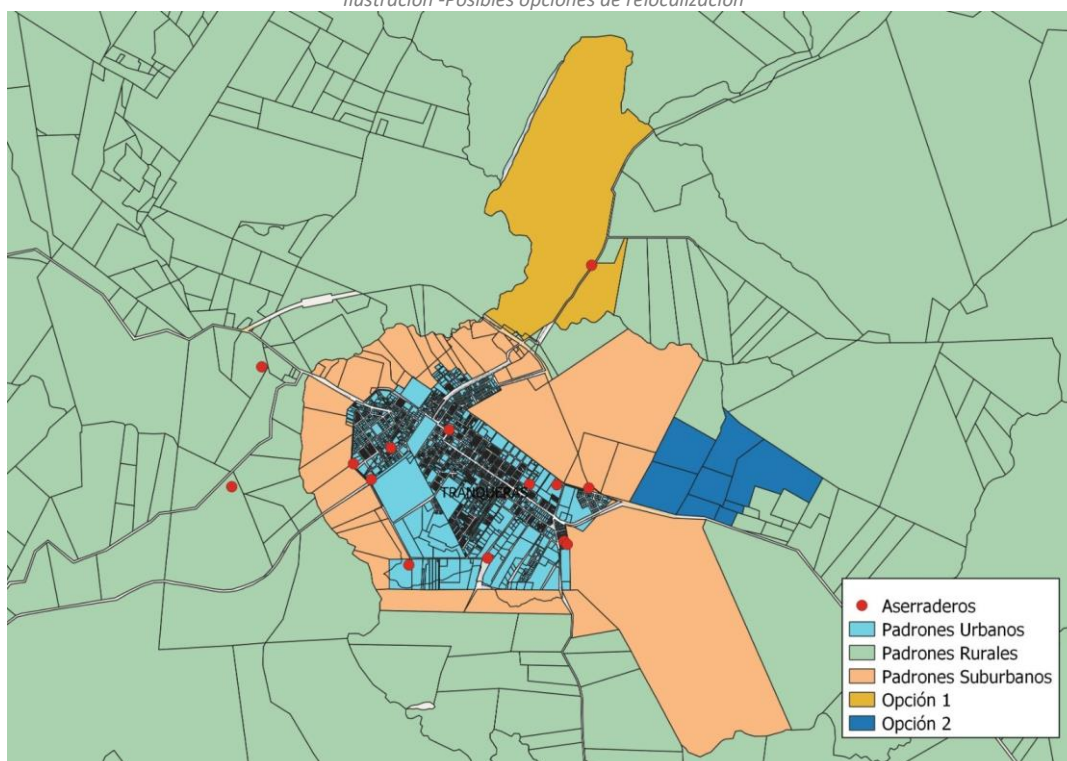 Ilustración -Posibles opciones de relocalización
TRANQUERAS
Aserraderos
Padrones Urbanos
Padrones Rurales
Padrones Suburbanos
Opción 1
Opción 2